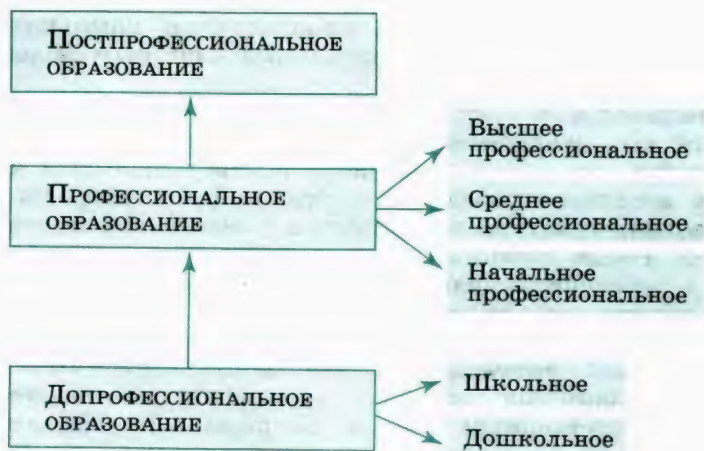 Постпрофессиональное
образование
Высшее
профессиональное
Профессиональное
образование
Среднее
профессиональное
Начальное
профессиональное
Допрофессиональное
образование
Школьное
Дошкольное